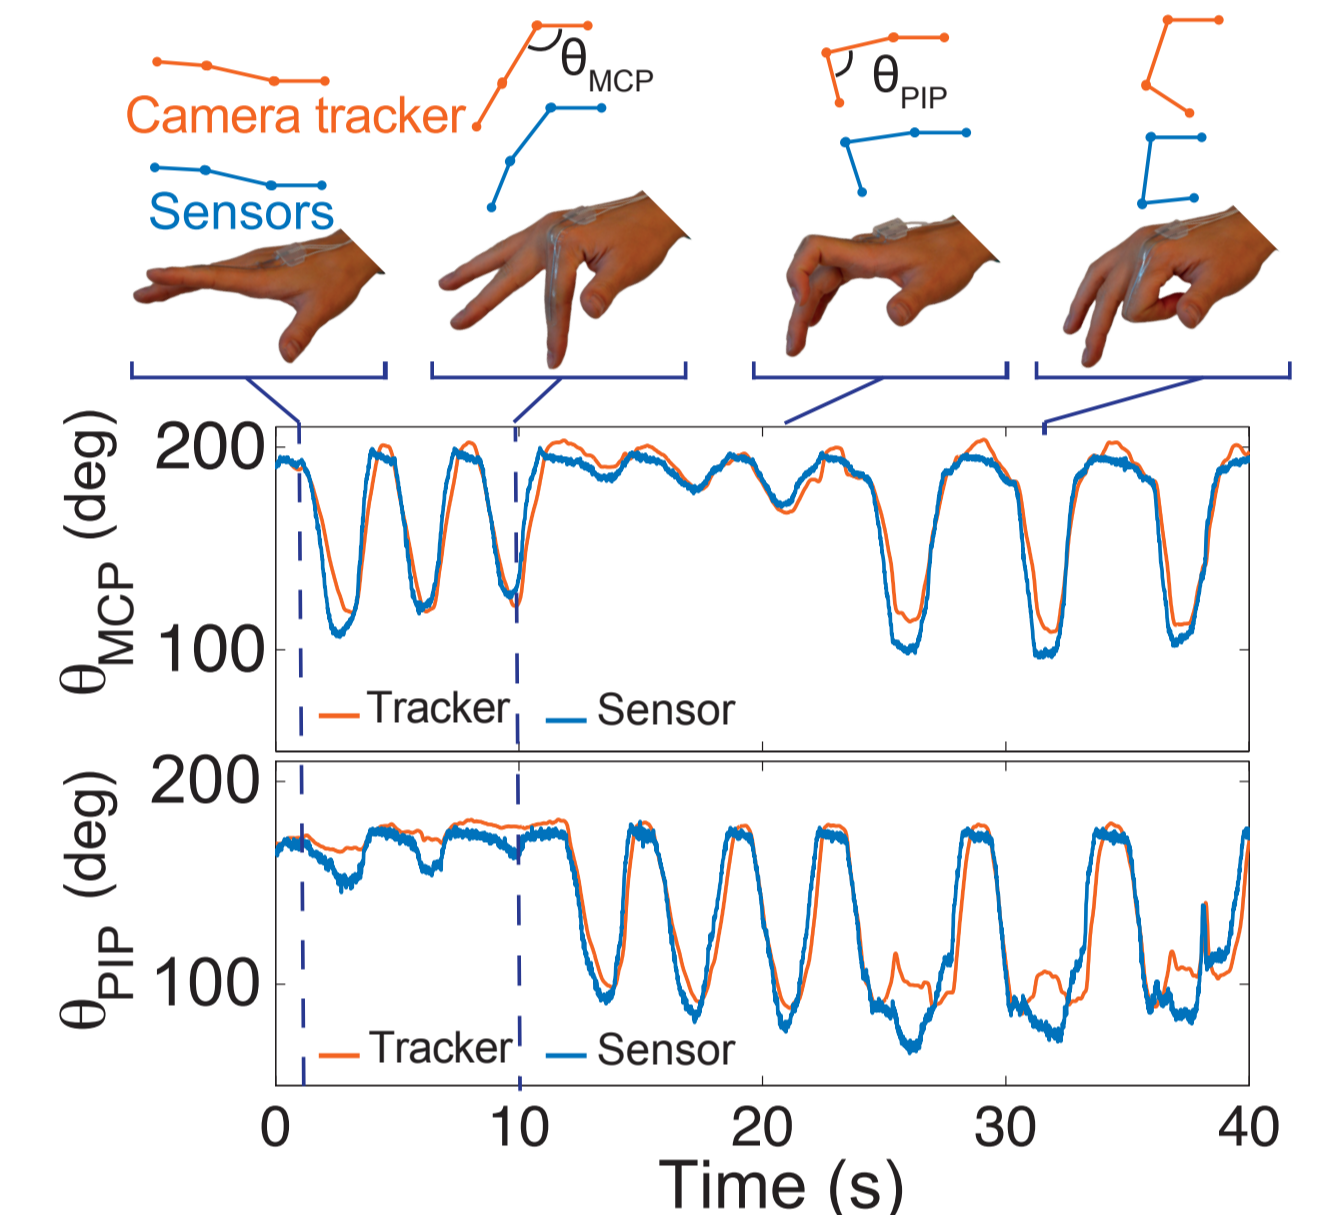 θMCP
θPIP
Camera tracker
Sensors
200
100
θMCP (deg)
Tracker
Sensor
200
100
θPIP (deg)
Tracker
Sensor
0 10 20 30 40
Time (s)